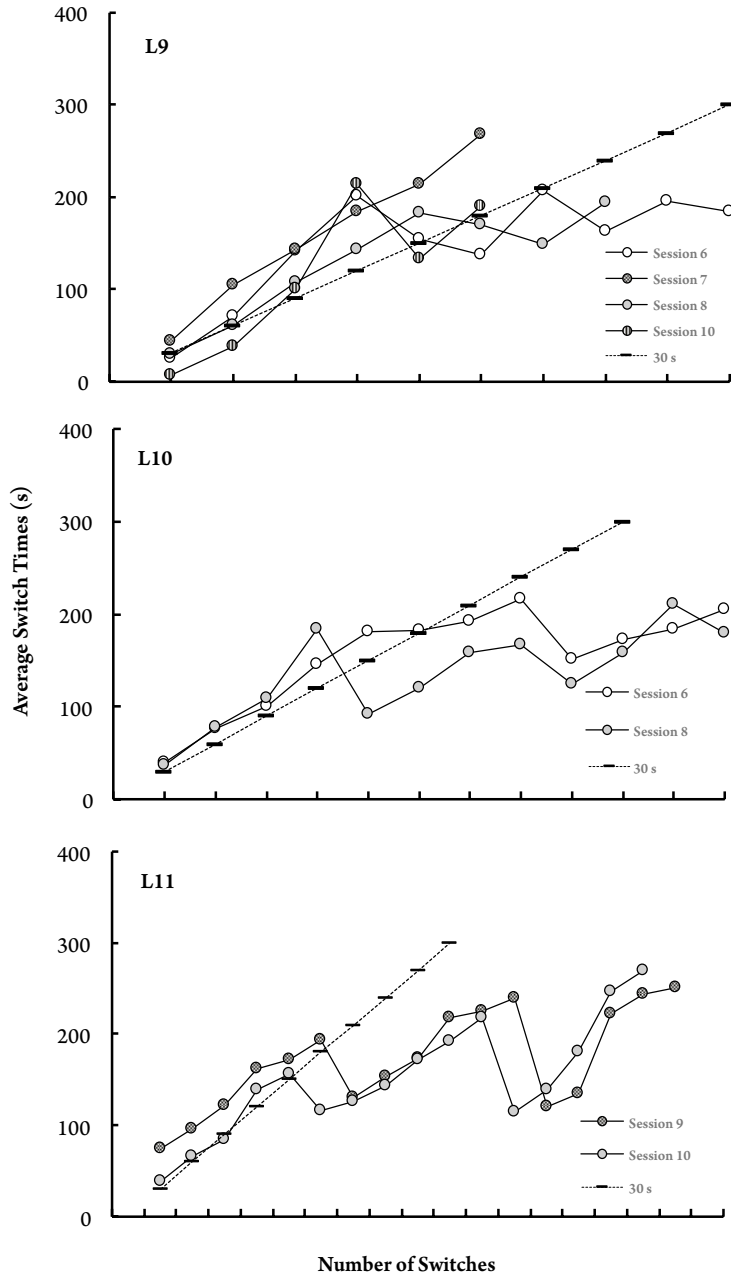 L9
400
300
200
100
0
Session 6
Session 7
Session 8
Session 10
30 s
L10
400
300
200
100
0
Session 6
Session 8
30 s
Average Switch Times (s)
L11
400
300
200
100
0
Session 9
Session 10
30 s
Number of Switches